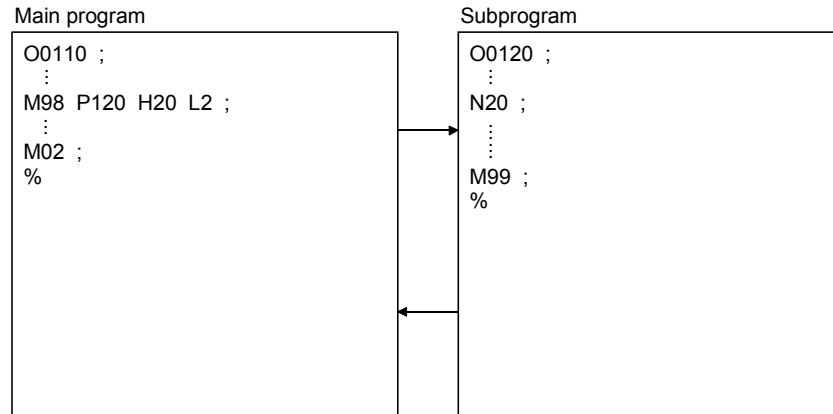 Main program
O0110 ;
⋮
M98 P120 H20 L2 ;
⋮
M02 ;
%
Subprogram
O0120 ;
⋮
N20 ;
⋮
⋮
M99 ;
%